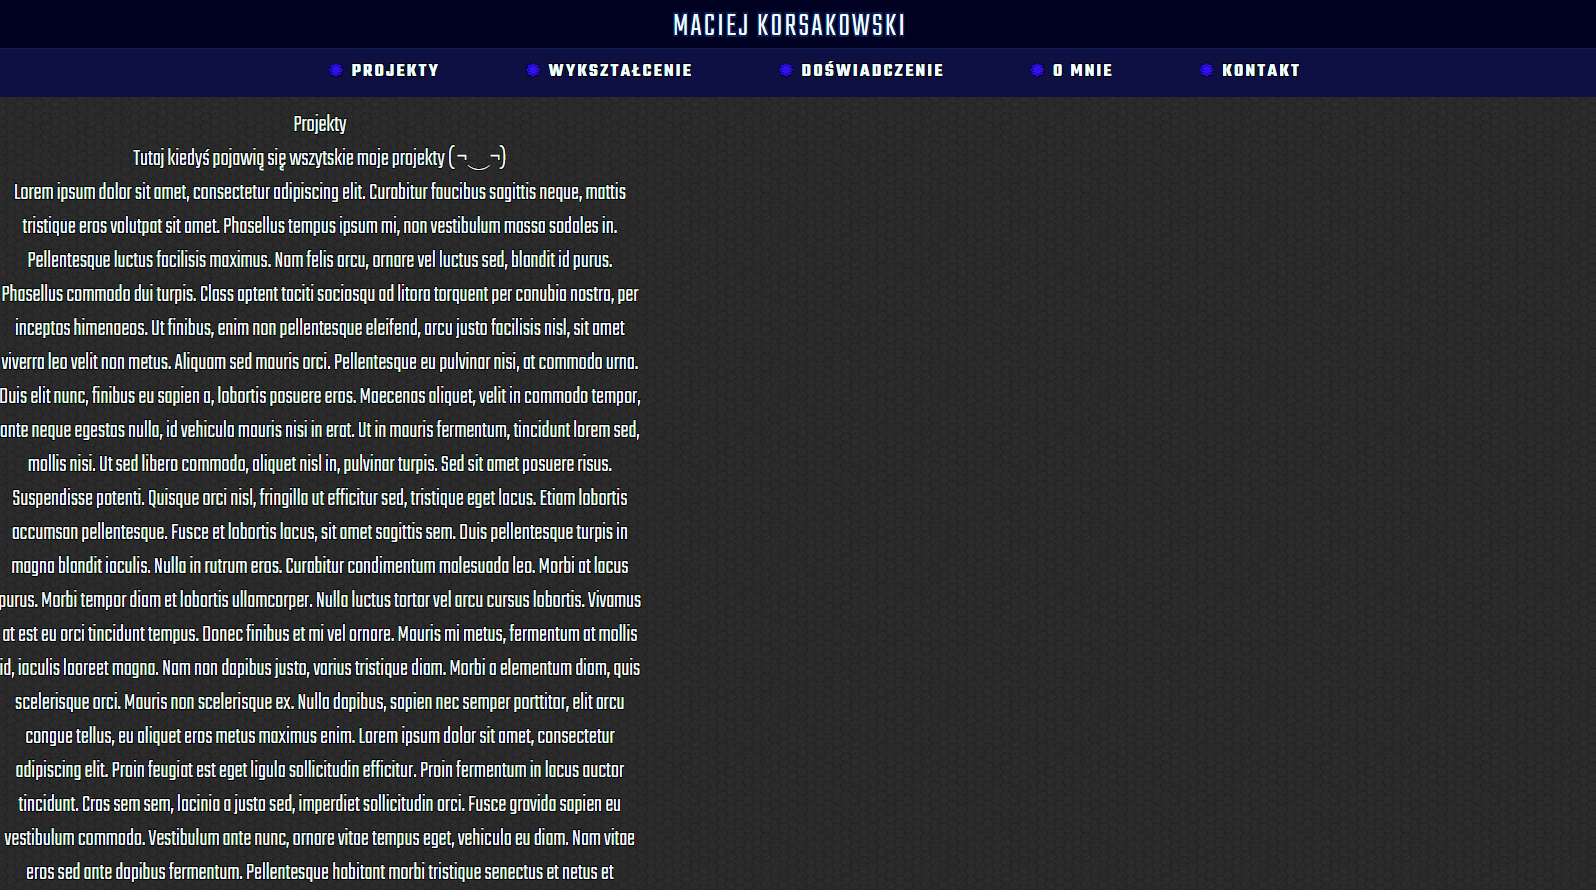 MACIEJ KORSAKOWSKI
PROJEKTY
WYKSZTAŁCENIE
DOŚWIADCZENIE
O MNIE
KONTAKT
Projekty
Tutaj kiedyś pojawią się wszytskie moje projekty (¬‿¬)
Lorem ipsum dolor sit amet, consectetur adipiscing elit. Curabitur faucibus sagittis neque, mattis
tristique eros volutpat sit amet. Phasellus tempus ipsum mi, non vestibulum massa sodales in.
Pellentesque luctus facilisis maximus. Nam felis arcu, ornare vel luctus sed, blandit id purus.
Phasellus commodo dui turpis. Class aptent taciti sociosqu ad litora torquent per conubia nostra, per
inceptos himenaeos. Ut finibus, enim non pellentesque eleifend, arcu justo facilisis nisl, sit amet
viverra leo velit non metus. Aliquam sed mauris orci. Pellentesque eu pulvinar nisi, at commodo urna.
Duis elit nunc, finibus eu sapien a, lobortis posuere eros. Maecenas aliquet, velit in commodo tempor,
ante neque egestas nulla, id vehicula mauris nisi in erat. Ut in mauris fermentum, tincidunt lorem sed,
mollis nisi. Ut sed libero commodo, aliquet nisl in, pulvinar turpis. Sed sit amet posuere risus.
Suspendisse potenti. Quisque orci nisl, fringilla ut efficitur sed, tristique eget lacus. Etiam lobortis
accumsan pellentesque. Fusce et lobortis lacus, sit amet sagittis sem. Duis pellentesque turpis in
magna blandit iaculis. Nulla in rutrum eros. Curabitur condimentum malesuada leo. Morbi at lacus
purus. Morbi tempor diam et lobortis ullamcorper. Nulla luctus tortor vel arcu cursus lobortis. Vivamus
at est eu orci tincidunt tempus. Donec finibus et mi vel ornare. Mauris mi metus, fermentum at mollis
id, iaculis laoreet magna. Nam non dapibus justo, varius tristique diam. Morbi a elementum diam, quis
scelerisque orci. Mauris non scelerisque ex. Nulla dapibus, sapien nec semper porttitor, elit arcu
congue tellus, eu aliquet eros metus maximus enim. Lorem ipsum dolor sit amet, consectetur
adipiscing elit. Proin feugiat est eget ligula sollicitudin efficitur. Proin fermentum in lacus auctor
tincidunt. Cras sem sem, lacinia a justo sed, imperdiet sollicitudin orci. Fusce gravida sapien eu
vestibulum commodo. Vestibulum ante nunc, ornare vitae tempus eget, vehicula eu diam. Nam vitae
eros sed ante dapibus fermentum. Pellentesque habitant morbi tristique senectus et netus et